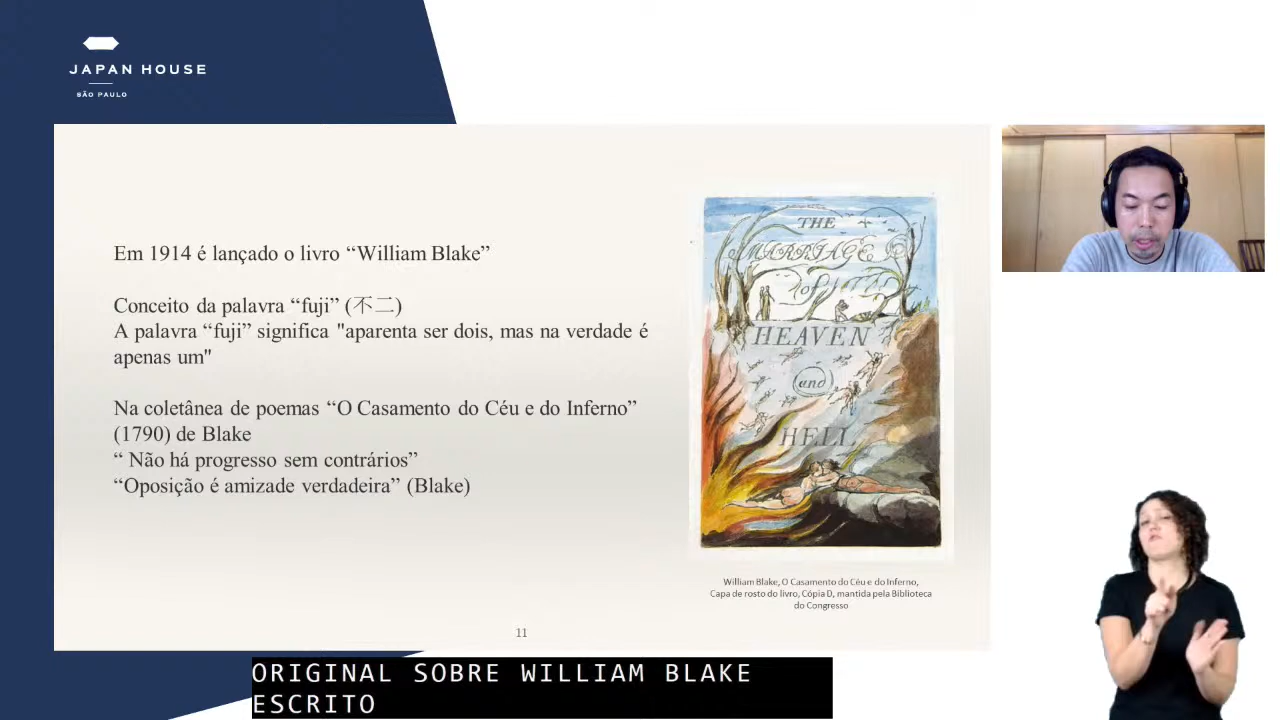 JAPAN HOUSE
SÃO PAULO
Em 1914 é lançado o livro “William Blake”
Conceito da palavra “fuji” (不二)
A palavra “fuji” significa "aparenta ser dois, mas na verdade é
apenas um"
Na coletânea de poemas “O Casamento do Céu e do Inferno”
(1790) de Blake
“ Não há progresso sem contrários”
“Oposição é amizade verdadeira” (Blake)
THE
MARRIAGE
of
HEAVEN
and
HELL
William Blake, O Casamento do Céu e do Inferno,
Capa de rosto do livro, Cópia D, mantida pela Biblioteca
do Congresso
11
ORIGINAL SOBRE WILLIAM BLAKE
ESCRITO